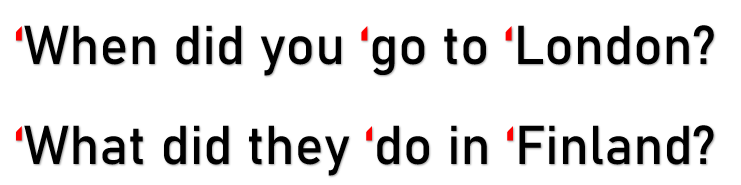 'When did you 'go to 'London?
'What did they 'do in 'Finland?